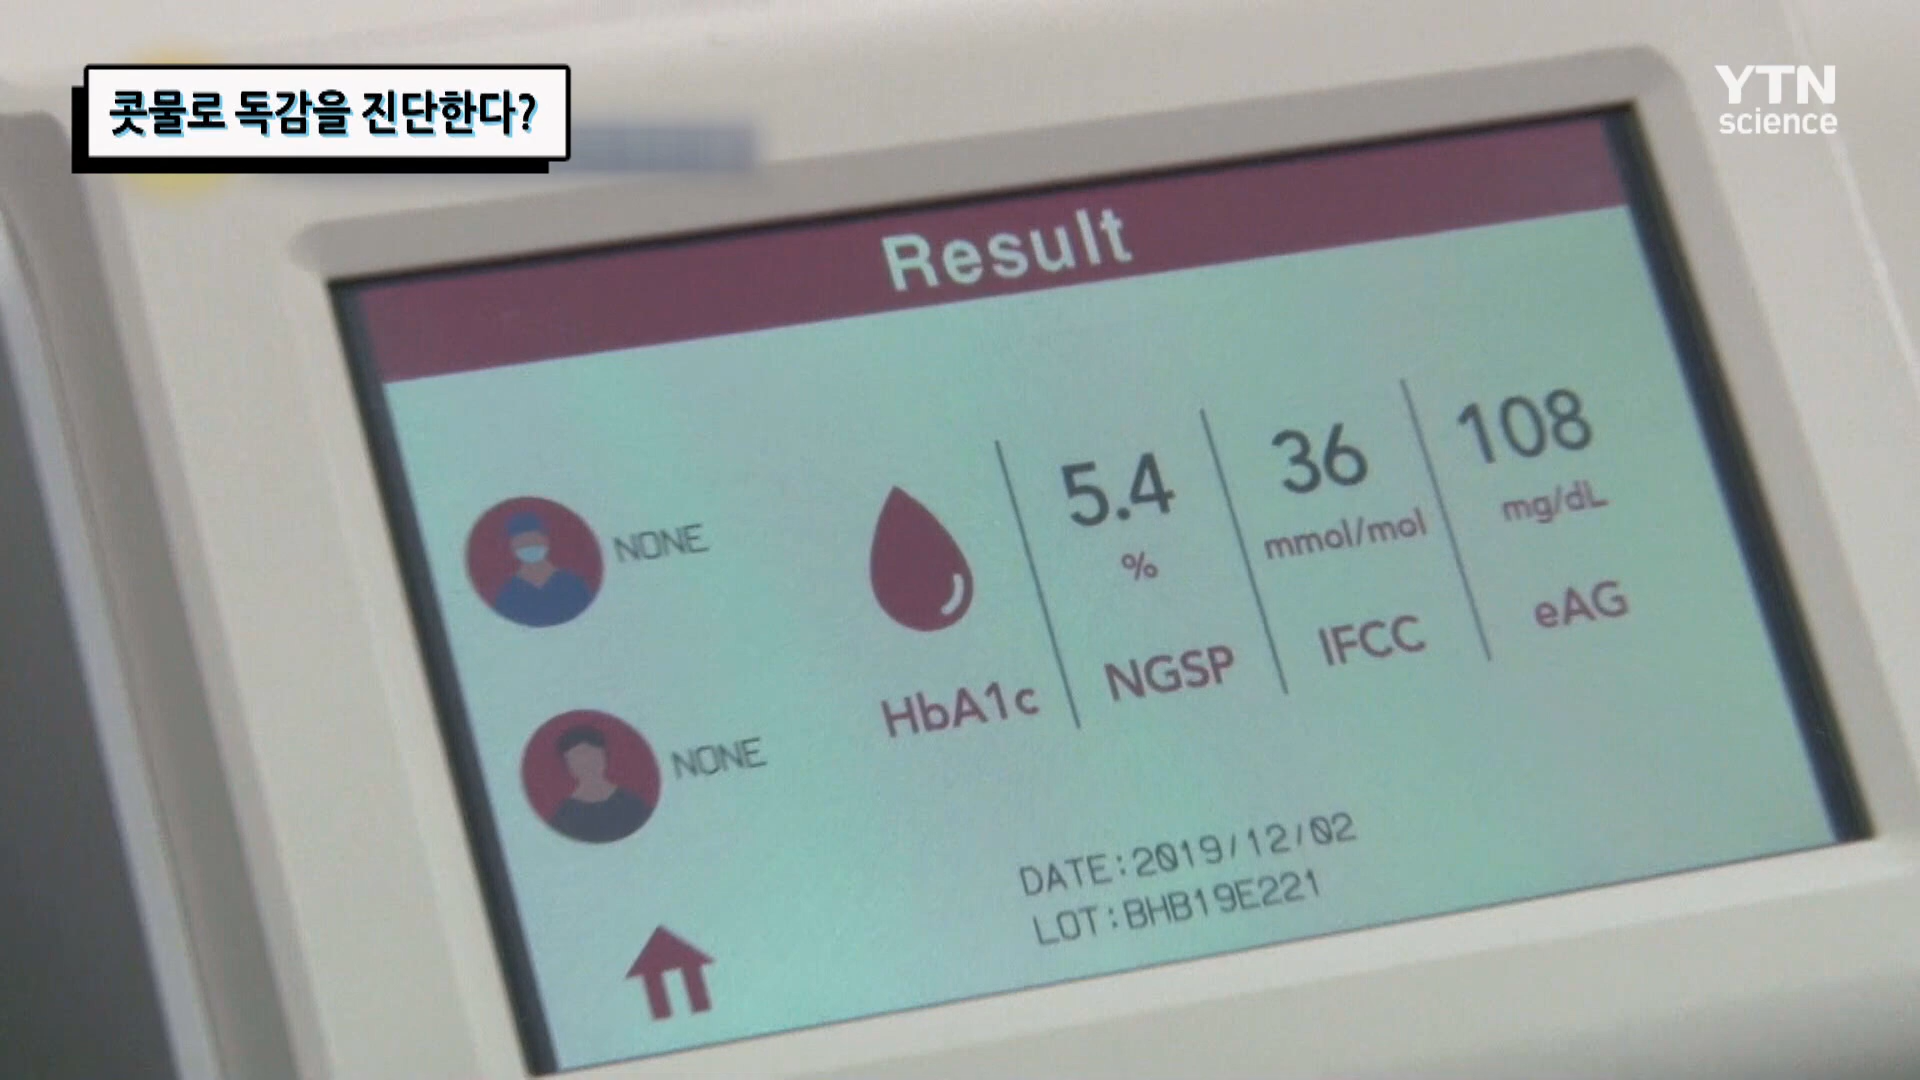 콧물로 독감을 진단한다?
YTN
science
Result
NONE
NONE
HbA1c
5.4
%
NGSP
36
mmol/mol
IFCC
108
mg/dL
eAG
DATE:2019/12/02
LOT:BHB19E221